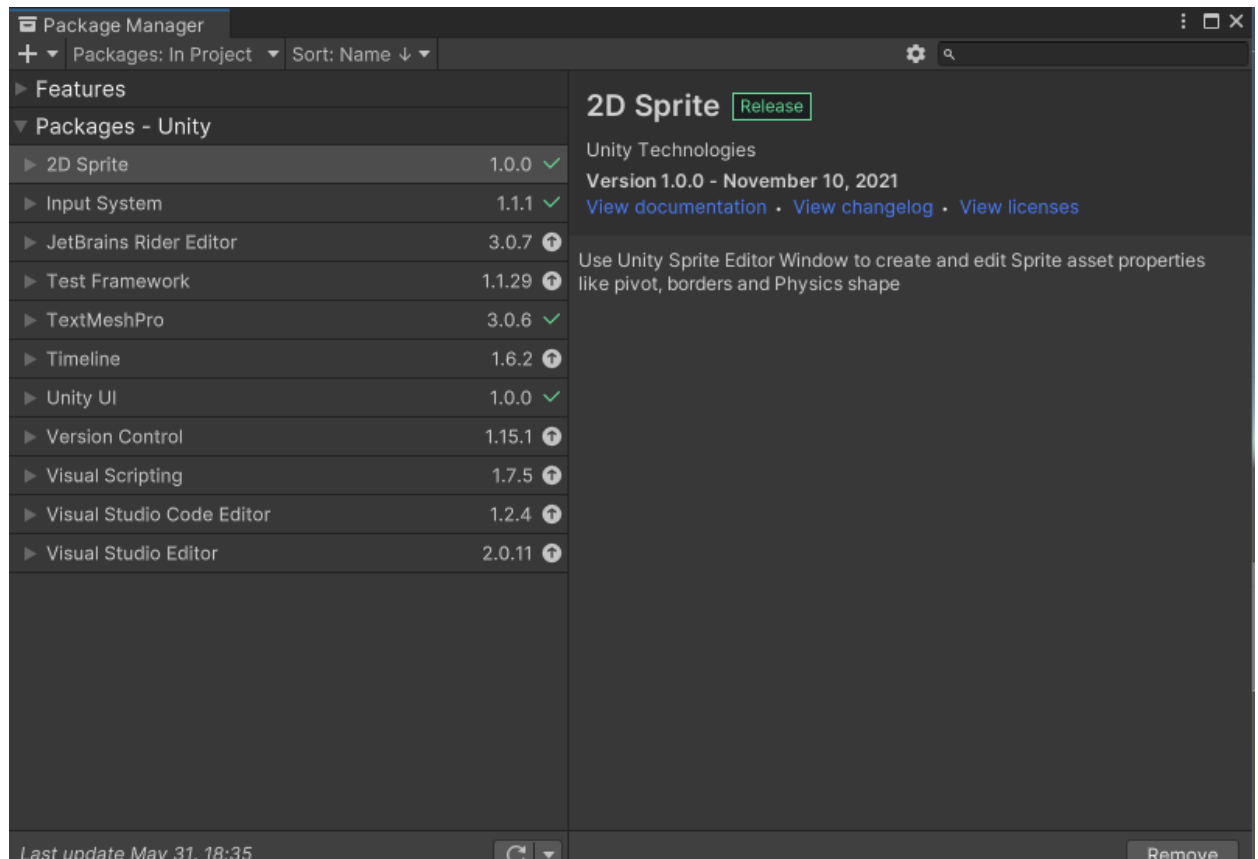 Package Manager
Packages: In Project Sort: Name ↓
Features
Packages - Unity
2D Sprite 1.0.0
Input System 1.1.1
JetBrains Rider Editor 3.0.7
Test Framework 1.1.29
TextMeshPro 3.0.6
Timeline 1.6.2
Unity UI 1.0.0
Version Control 1.15.1
Visual Scripting 1.7.5
Visual Studio Code Editor 1.2.4
Visual Studio Editor 2.0.11
Last update May 31, 18:35
2D Sprite Release
Unity Technologies
Version 1.0.0 - November 10, 2021
View documentation • View changelog • View licenses
Use Unity Sprite Editor Window to create and edit Sprite asset properties
like pivot, borders and Physics shape
Remove